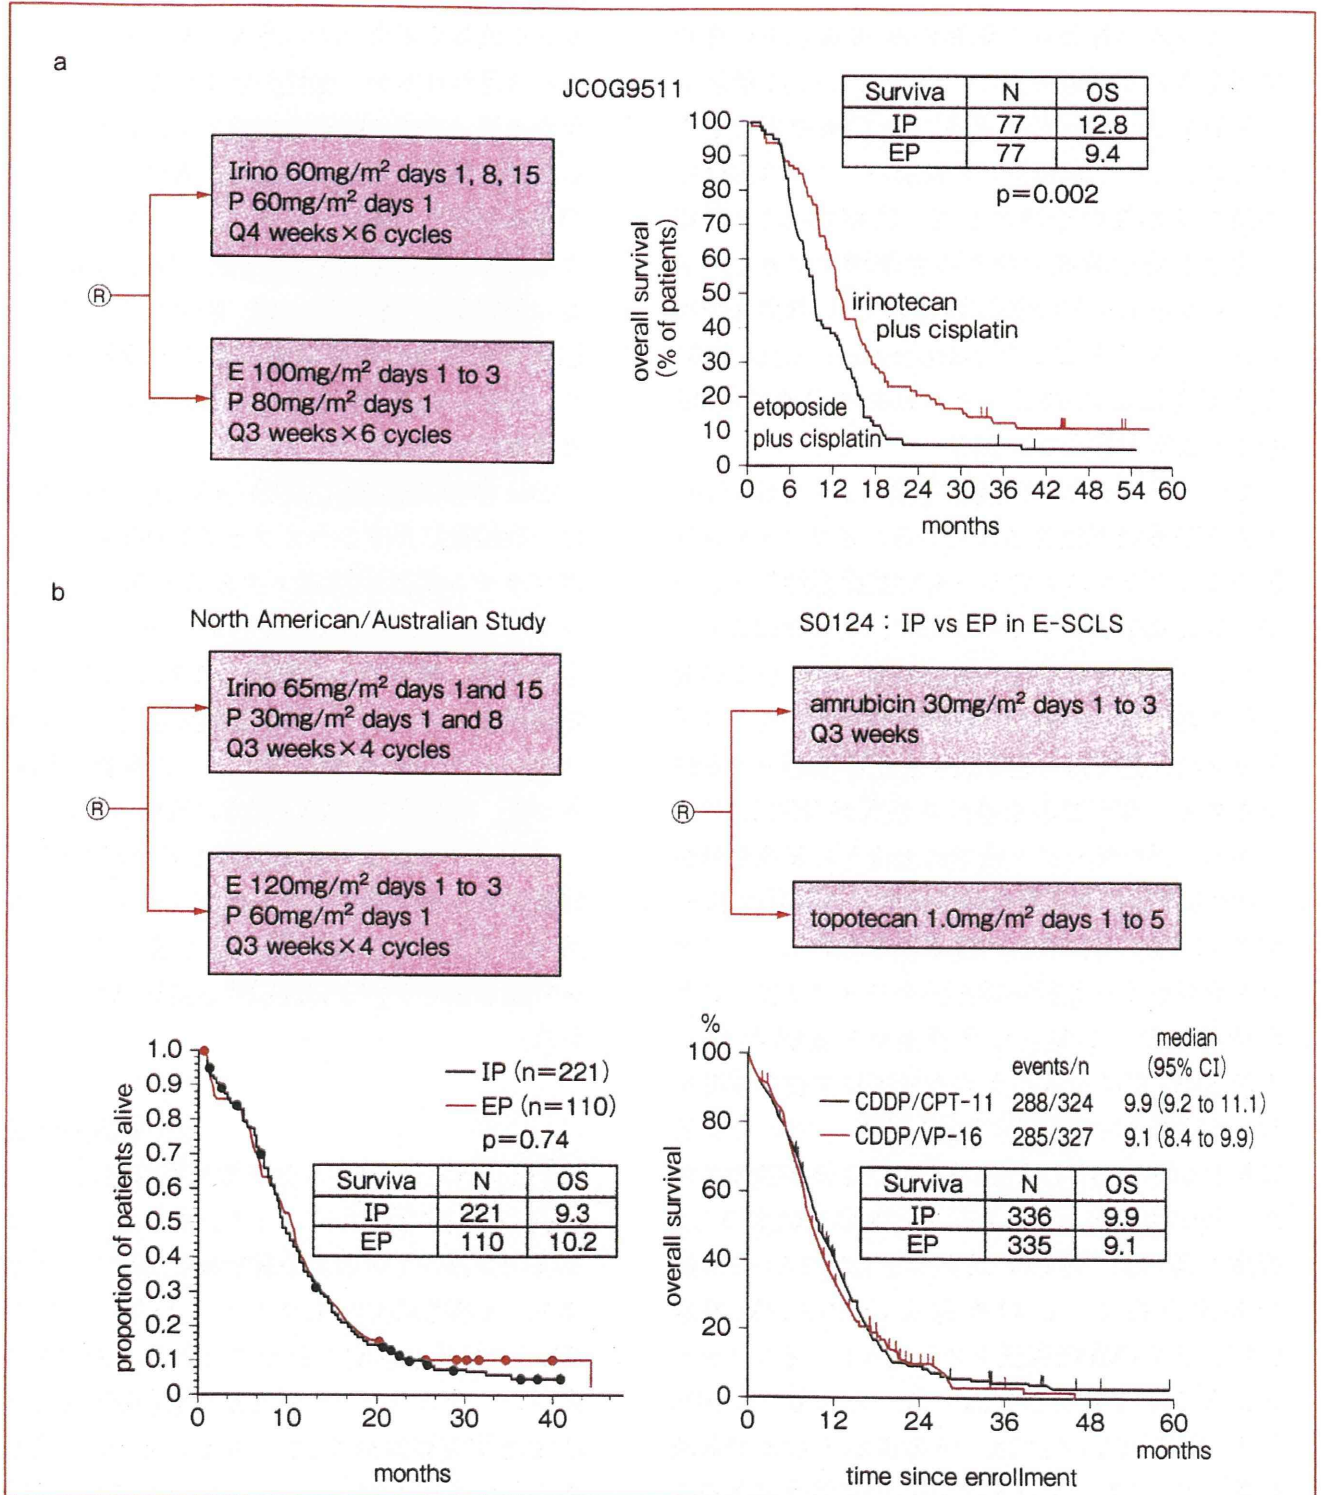 a
JCOG9511
Irino 60mg/m² days 1, 8, 15
P 60mg/m² days 1
Q4 weeks×6 cycles
R
E 100mg/m² days 1 to 3
P 80mg/m² days 1
Q3 weeks×6 cycles
Surviva N OS
IP 77 12.8
EP 77 9.4
p=0.002
overall survival
(% of patients)
100
90
80
70
60
50
40
30
20
10
0
irinotecan
plus cisplatin
etoposide
plus cisplatin
0 6 12 18 24 30 36 42 48 54 60
months
b
North American/Australian Study
Irino 65mg/m² days 1and 15
P 30mg/m² days 1 and 8
Q3 weeks×4 cycles
R
E 120mg/m² days 1 to 3
P 60mg/m² days 1
Q3 weeks×4 cycles
S0124 : IP vs EP in E-SCLS
amrubicin 30mg/m² days 1 to 3
Q3 weeks
R
topotecan 1.0mg/m² days 1 to 5
proportion of patients alive
1.0
0.9
0.8
0.7
0.6
0.5
0.4
0.3
0.2
0.1
0
IP (n=221)
EP (n=110)
p=0.74
Surviva N OS
IP 221 9.3
EP 110 10.2
0 10 20 30 40
months
%
overall survival
100
80
60
40
20
0
median
events/n (95% CI)
CDDP/CPT-11 288/324 9.9 (9.2 to 11.1)
CDDP/VP-16 285/327 9.1 (8.4 to 9.9)
Surviva N OS
IP 336 9.9
EP 335 9.1
0 12 24 36 48 60
months
time since enrollment